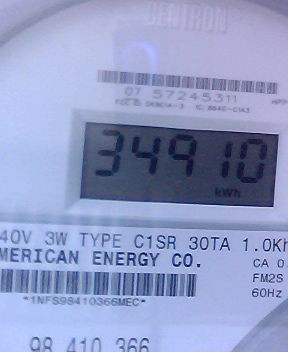 CENTRON
07 57245311
34910
kWh
40V 3W TYPE C1SR 30TA 1.0Kh
MERICAN ENERGY CO.
CA 0.
FM2S
*1NFS98410366MEC*
60Hz
98 410 366